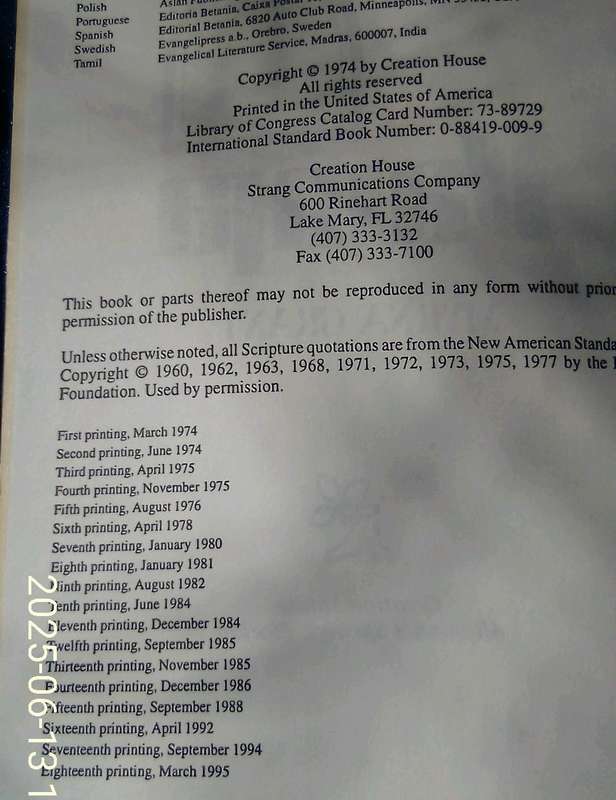 Polish
Portuguese Editoria Betania, Caixa Postal
Spanish Editorial Betania, 6820 Auto Club Road, Minneapolis, MN
Swedish Evangelipress a.b., Orebro, Sweden
Tamil Evangelical Literature Service, Madras, 600007, India
Copyright © 1974 by Creation House
All rights reserved
Printed in the United States of America
Library of Congress Catalog Card Number: 73-89729
International Standard Book Number: 0-88419-009-9
Creation House
Strang Communications Company
600 Rinehart Road
Lake Mary, FL 32746
(407) 333-3132
Fax (407) 333-7100
This book or parts thereof may not be reproduced in any form without prior
permission of the publisher.
Unless otherwise noted, all Scripture quotations are from the New American Standa
Copyright © 1960, 1962, 1963, 1968, 1971, 1972, 1973, 1975, 1977 by the
Foundation. Used by permission.
First printing, March 1974
Second printing, June 1974
Third printing, April 1975
Fourth printing, November 1975
Fifth printing, August 1976
Sixth printing, April 1978
Seventh printing, January 1980
Eighth printing, January 1981
Ninth printing, August 1982
Tenth printing, June 1984
Eleventh printing, December 1984
Twelfth printing, September 1985
Thirteenth printing, November 1985
Fourteenth printing, December 1986
Fifteenth printing, September 1988
Sixteenth printing, April 1992
Seventeenth printing, September 1994
Eighteenth printing, March 1995
2025-06-13 1